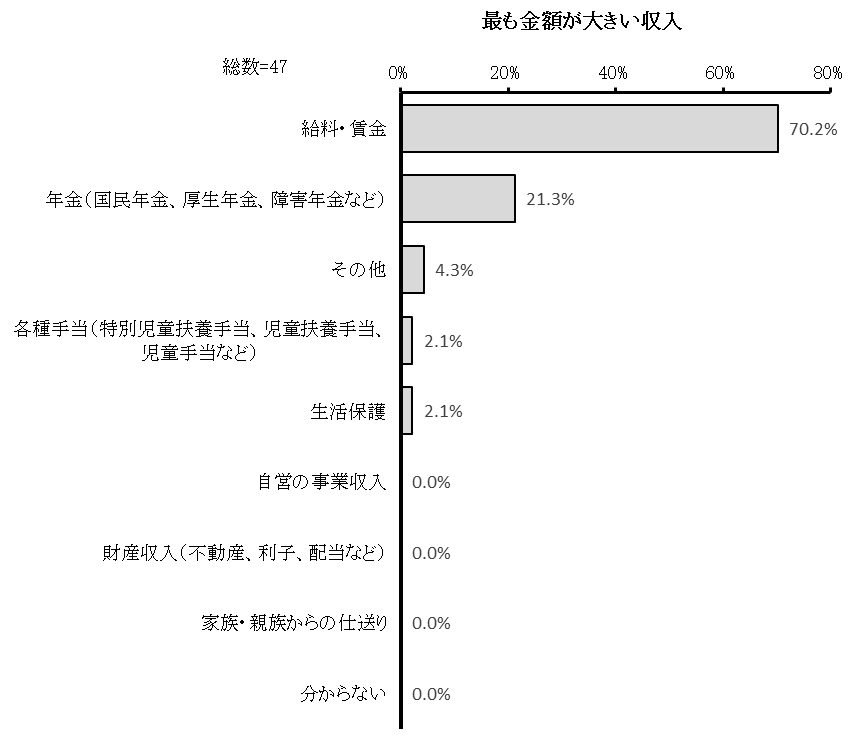 最も金額が大きい収入
総数=47
0% 20% 40% 60% 80%
給料・賃金 70.2%
年金（国民年金、厚生年金、障害年金など） 21.3%
その他 4.3%
各種手当（特別児童扶養手当、児童扶養手当、
児童手当など） 2.1%
生活保護 2.1%
自営の事業収入 0.0%
財産収入（不動産、利子、配当など） 0.0%
家族・親族からの仕送り 0.0%
分からない 0.0%